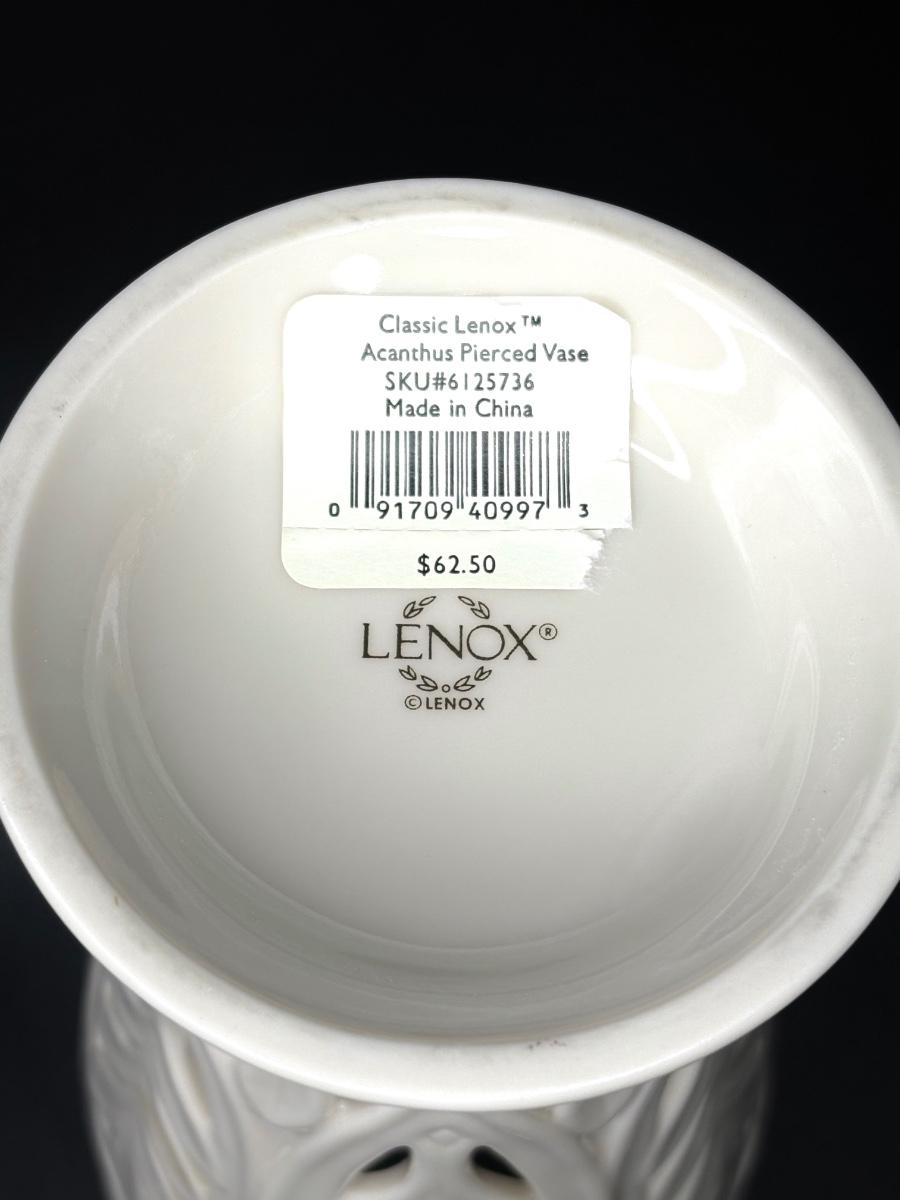 Classic Lenox™
Acanthus Pierced Vase
SKU#6125736
Made in China
0 91709 40997 3
$62.50
LENOX®
©LENOX